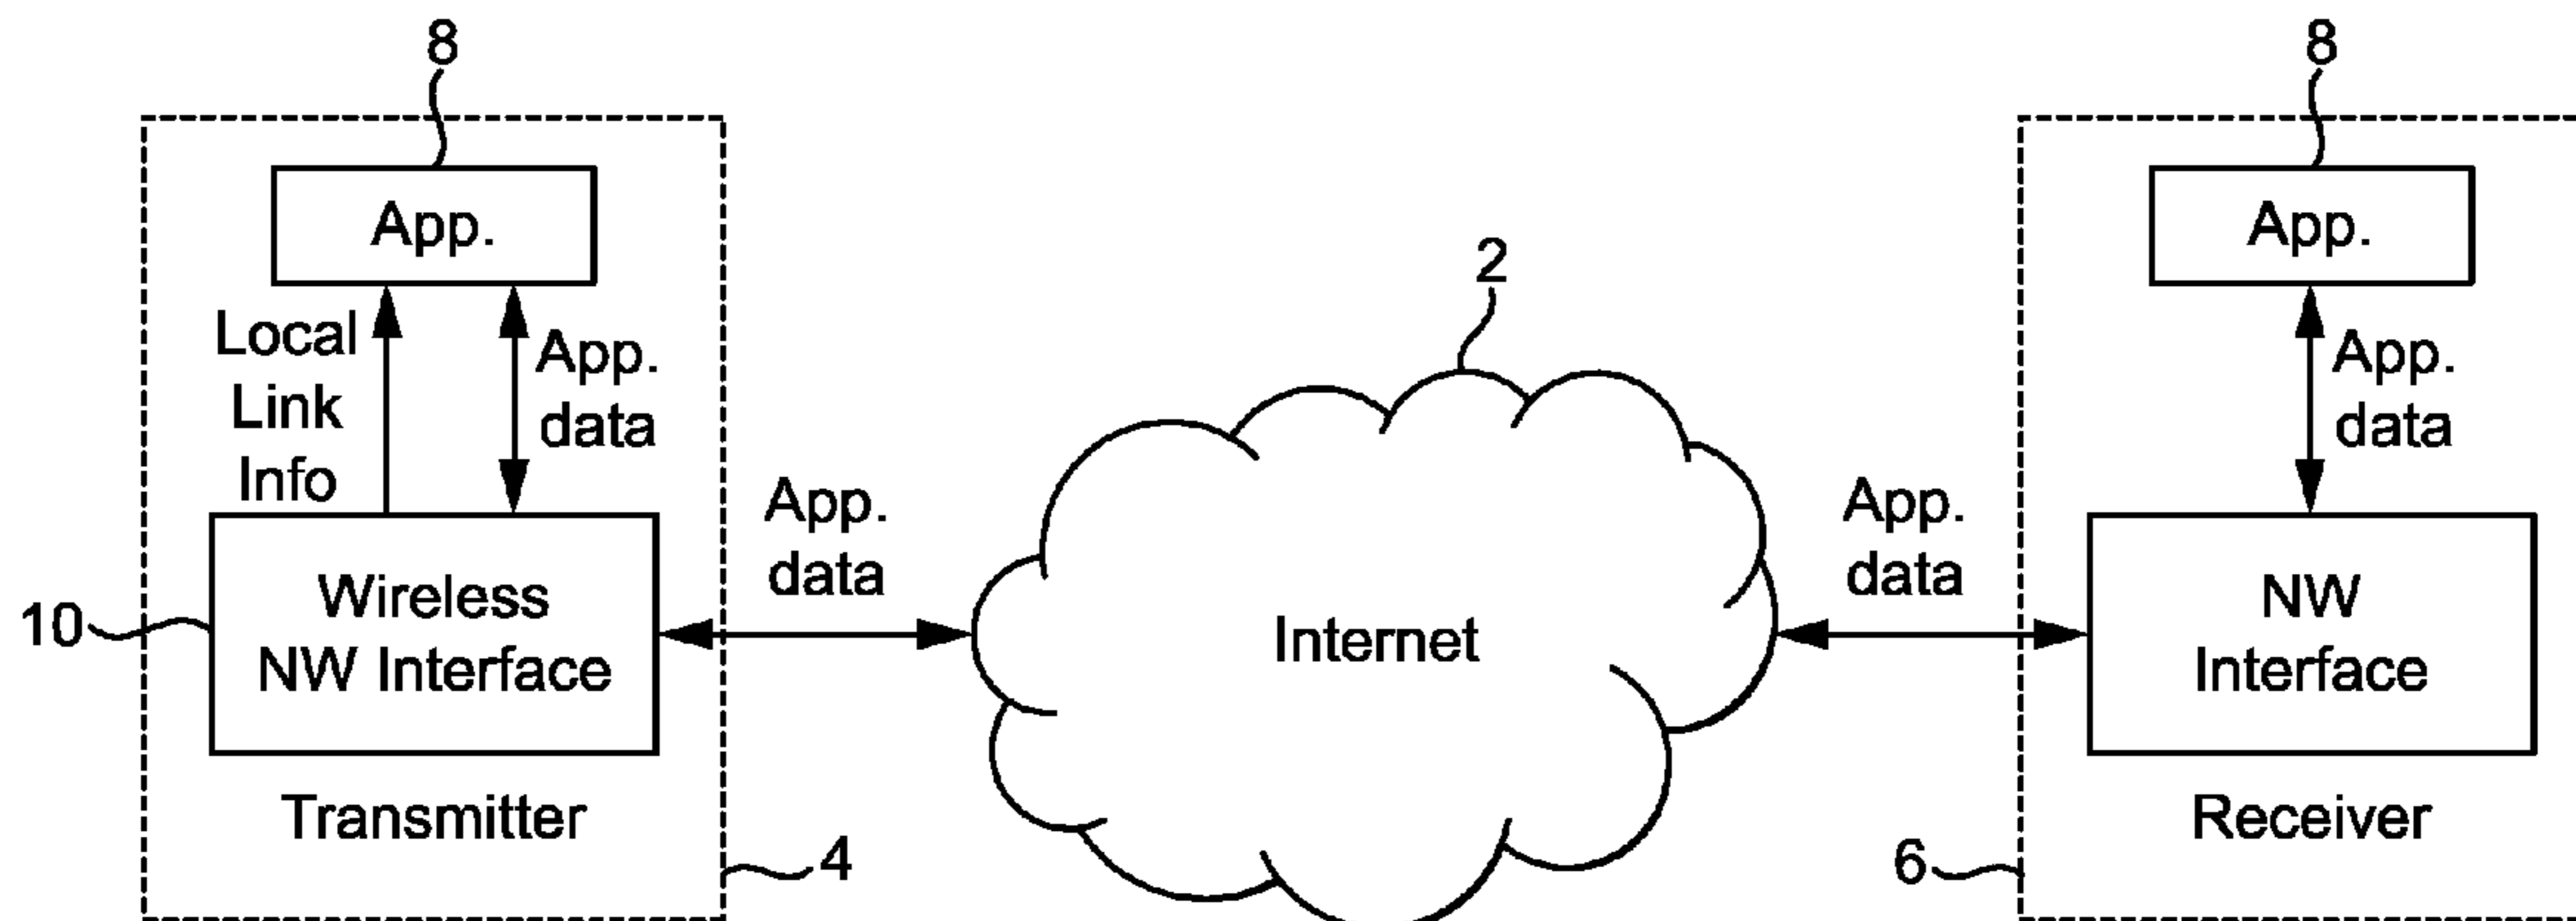 8
App.
Local
Link
Info
App.
data
10
Wireless
NW Interface
Transmitter
4
App.
data
2
Internet
App.
data
8
App.
App.
data
NW
Interface
Receiver
6